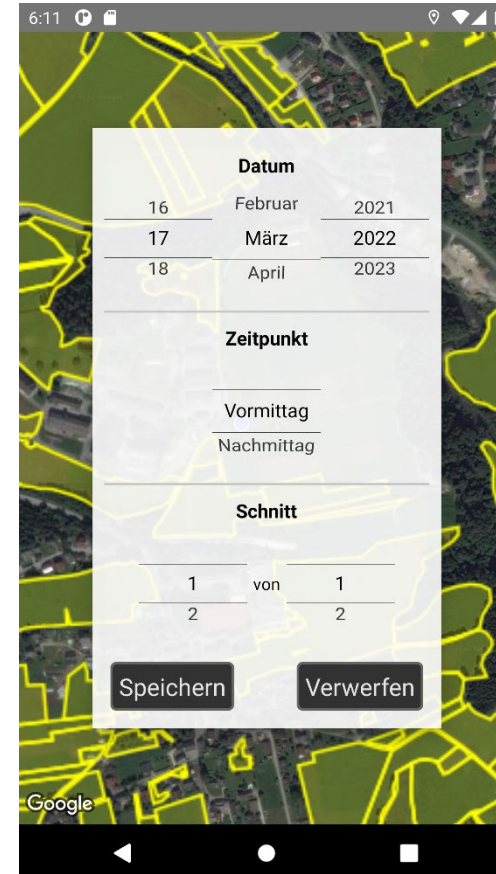 6:11
Datum
16 Februar 2021
17 März 2022
18 April 2023
Zeitpunkt
Vormittag
Nachmittag
Schnitt
1 von 1
2 2
Speichern Verwerfen
Google